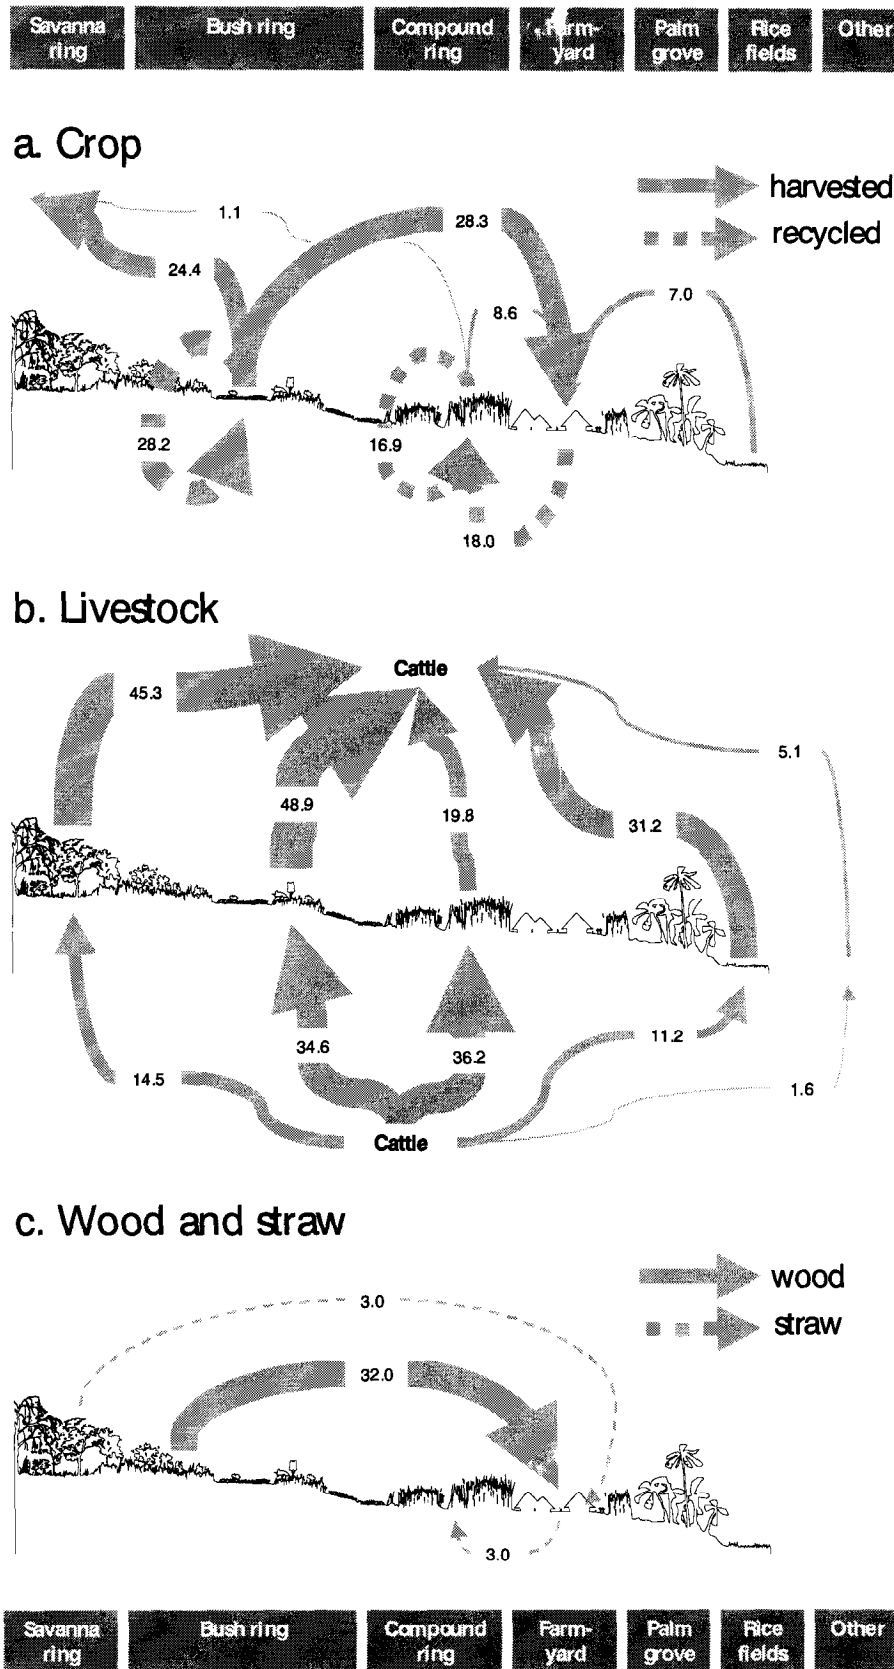 Savanna ring
Bush ring
Compound ring
Farm-yard
Palm grove
Rice fields
Other
a. Crop
harvested
recycled
1.1
28.3
24.4
8.6
7.0
28.2
16.9
18.0
b. Livestock
Cattle
45.3
5.1
48.9
19.8
31.2
34.6
36.2
11.2
14.5
1.6
Cattle
c. Wood and straw
wood
straw
3.0
32.0
3.0
Savanna ring
Bush ring
Compound ring
Farm-yard
Palm grove
Rice fields
Other